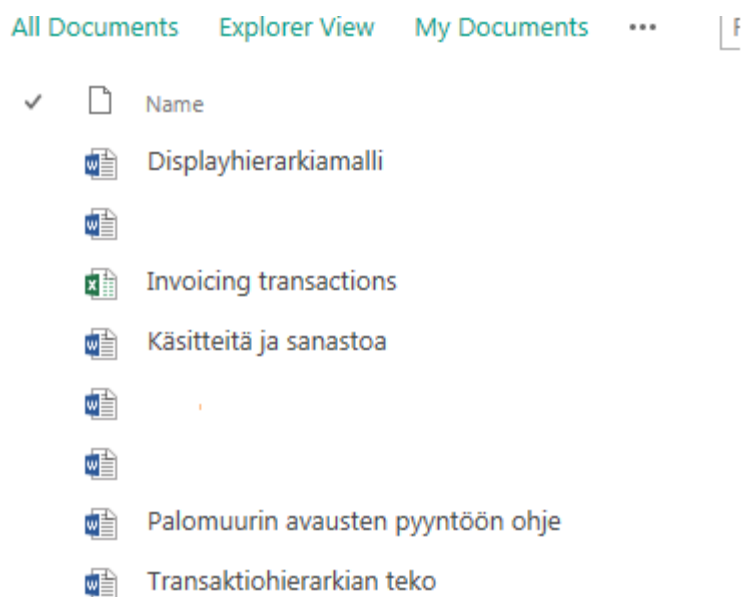 All Documents Explorer View My Documents ...
Name
Displayhierarkiamalli
Invoicing transactions
Käsitteitä ja sanastoa
Palomuurin avausten pyyntöön ohje
Transaktiohierarkian teko